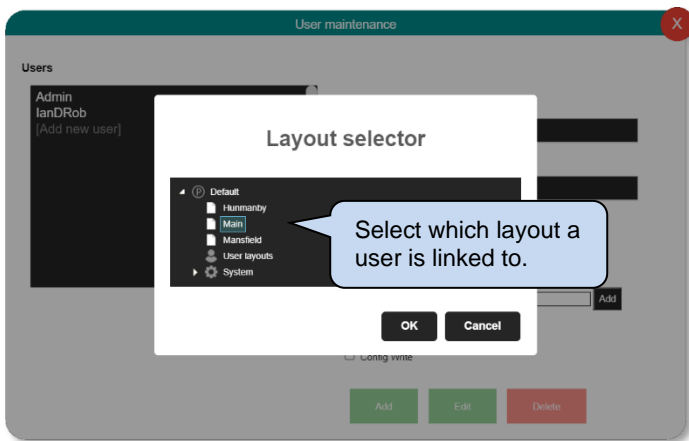 User maintenance
X
Users
Admin
IanDRob
[Add new user]
Layout selector
P Default
Hunmanby
Main
Mansfield
User layouts
System
Select which layout a
user is linked to.
Add
OK
Cancel
Config Write
Add
Edit
Delete